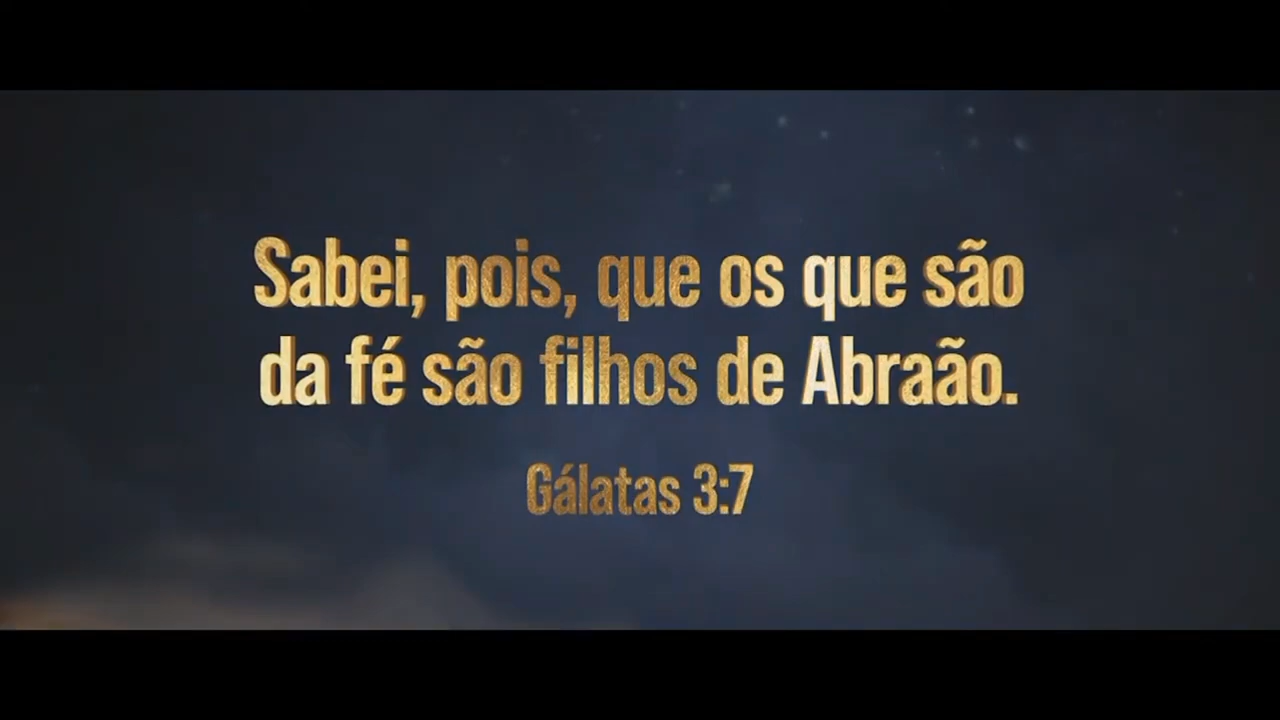 Sabei, pois, que os que são
da fé são filhos de Abraão.
Gálatas 3:7